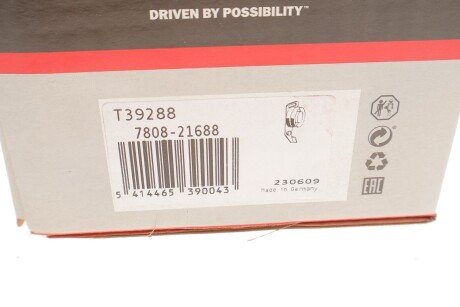 DRIVEN BY POSSIBILITY™
T39288
7808-21688
5 414465 390043
230609
Made in Germany
EAC